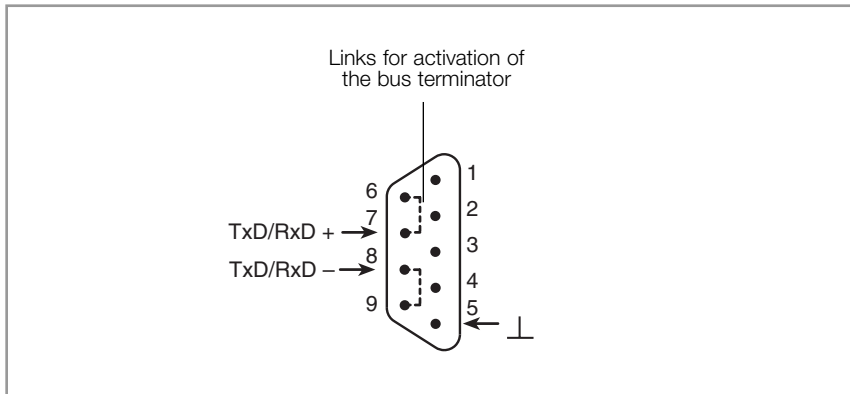 Links for activation of
the bus terminator
1
6
2
7
TxD/RxD +
3
8
TxD/RxD –
4
9
5